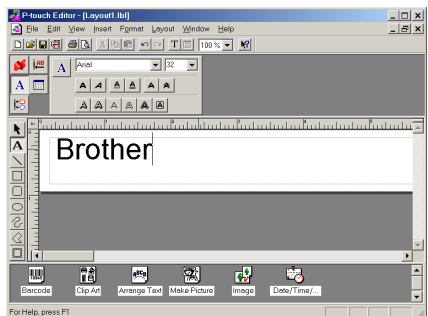 P-touch Editor - [Layout1.lbl]
File Edit View Insert Format Layout Window Help
100 %
A Arial 32
Brother
Barcode Clip Art Arrange Text Make Picture Image Date/Time/...
For Help, press F1